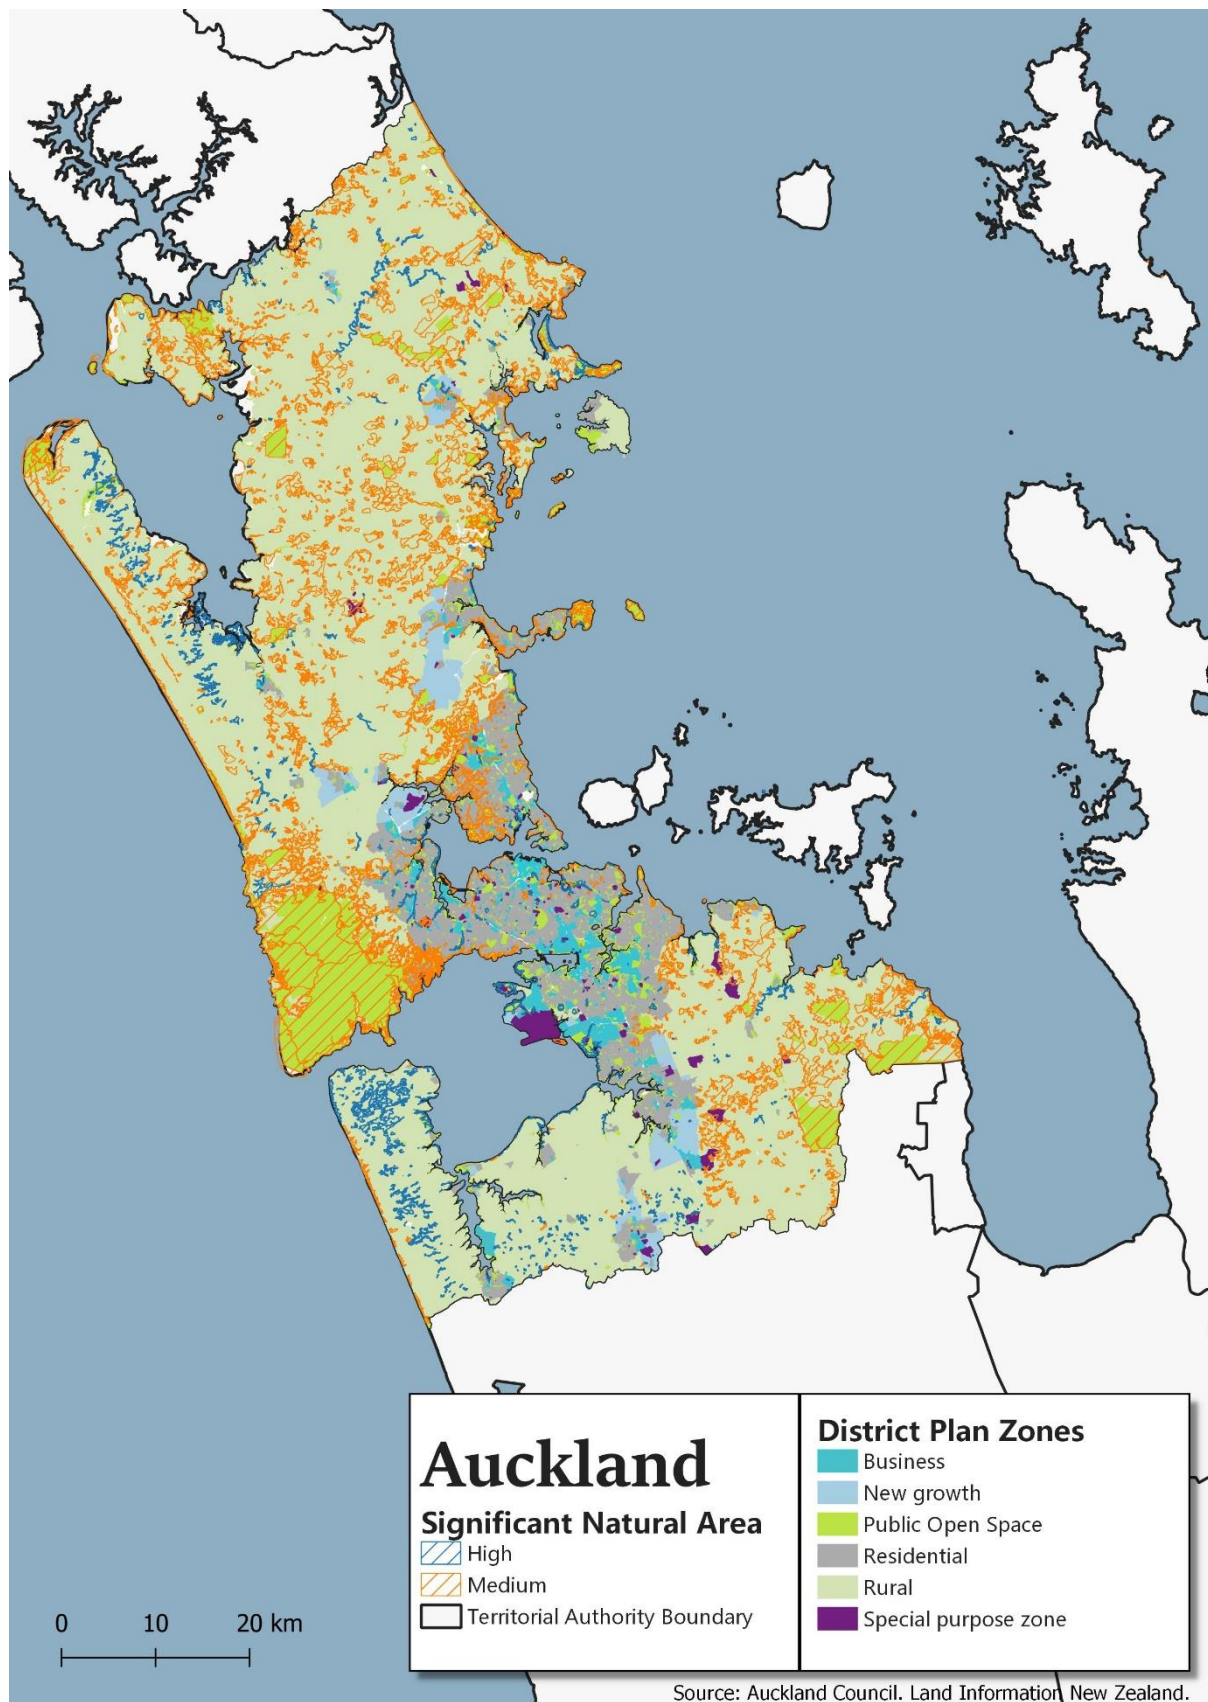 Auckland
Significant Natural Area
High
Medium
Territorial Authority Boundary
District Plan Zones
Business
New growth
Public Open Space
Residential
Rural
Special purpose zone
0 10 20 km
Source: Auckland Council. Land Information New Zealand.